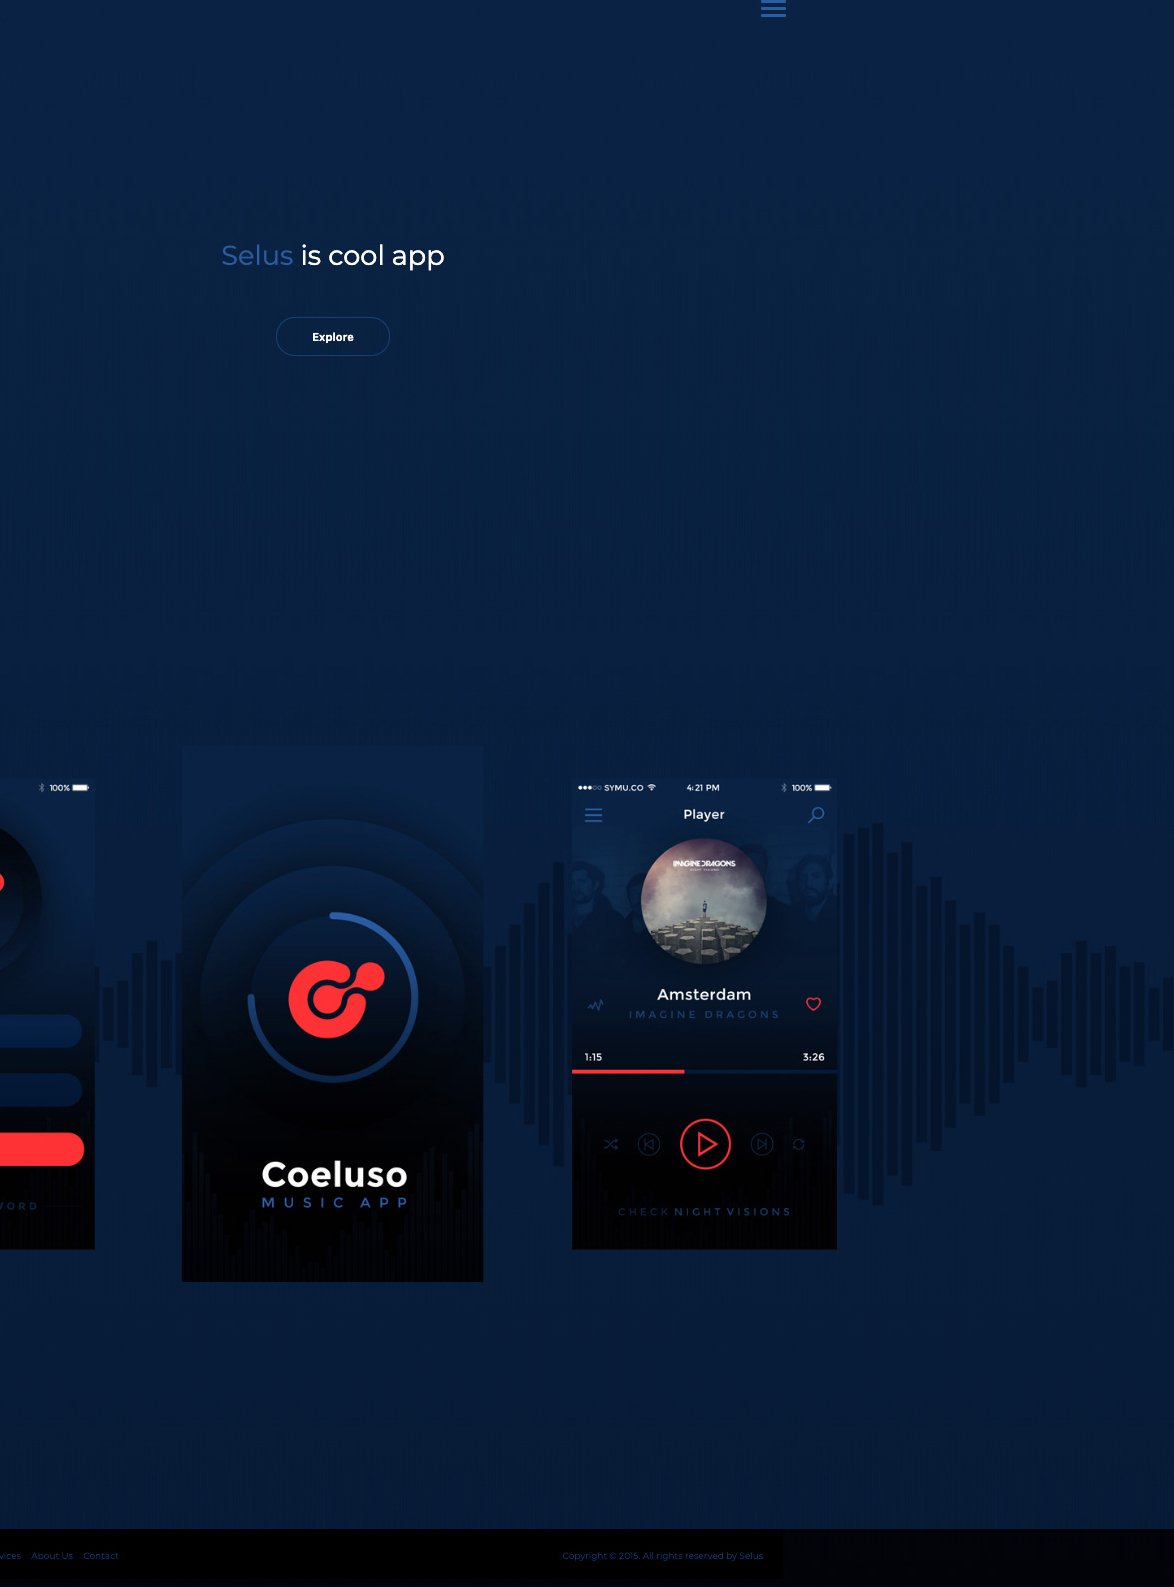 Selus is cool app
Explore
100%
SYMU.CO 4:21 PM 100%
Player
IMAGINE DRAGONS
Amsterdam
IMAGINE DRAGONS
1:15 3:26
Coeluso
MUSIC APP
CHECK NIGHT VISIONS
About Us Contact
Copyright © 2015. All rights reserved by Selus